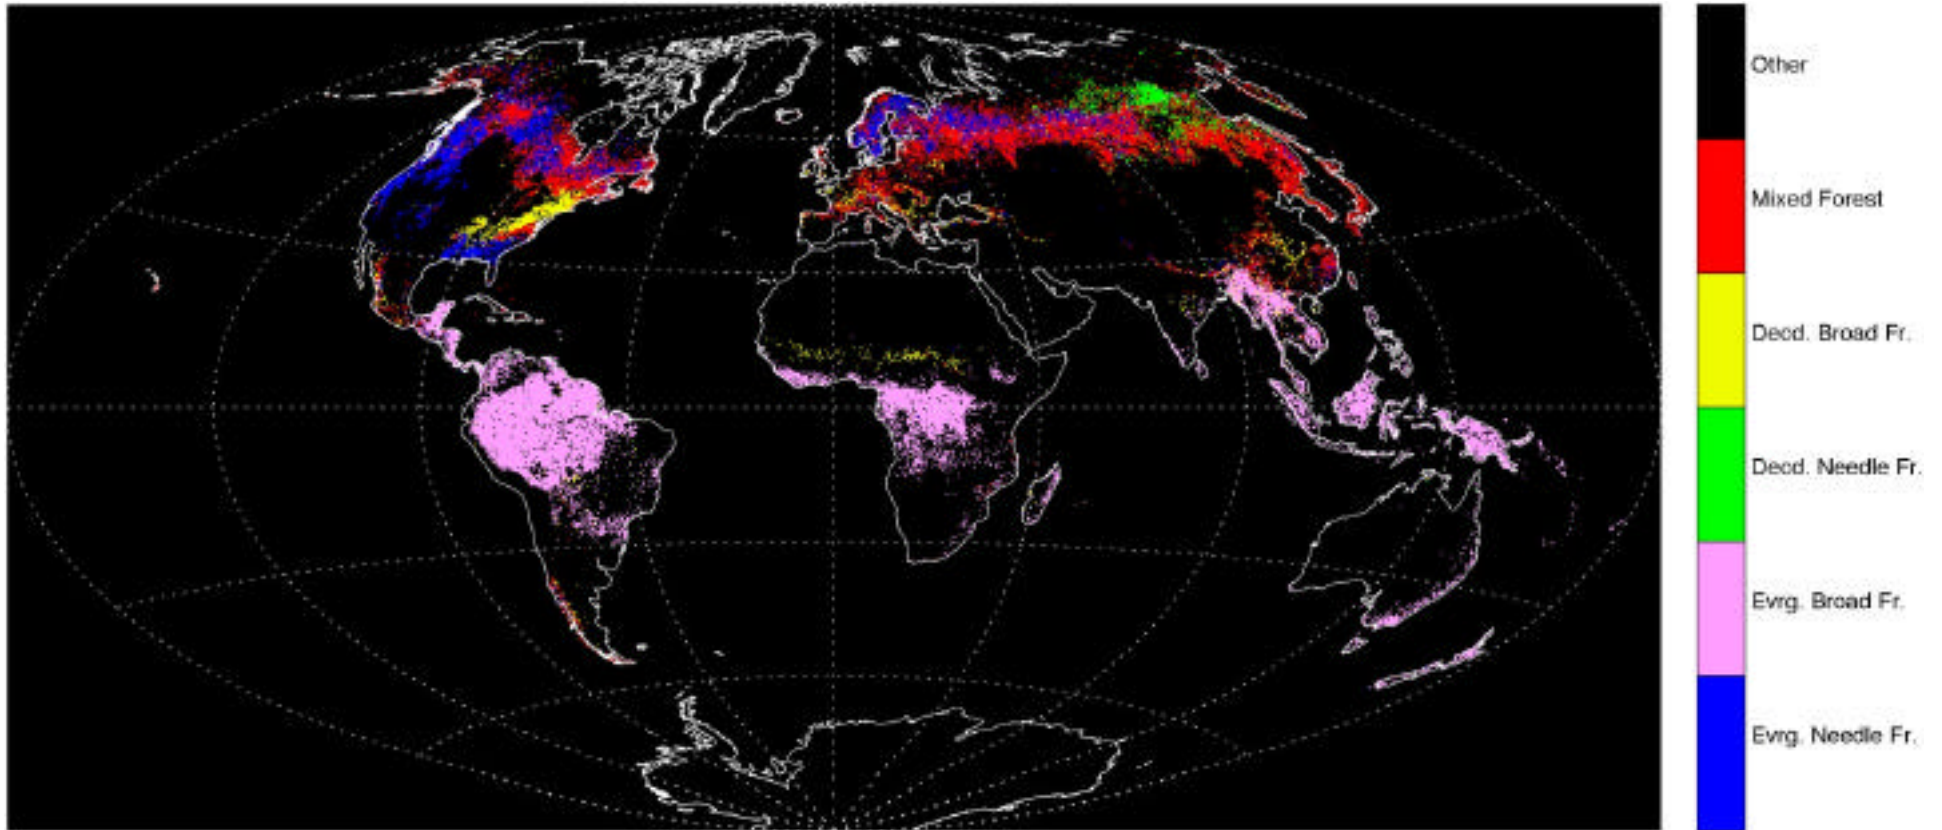 Other
Mixed Forest
Decd. Broad Fr.
Decd. Needle Fr.
Evrg. Broad Fr.
Evrg. Needle Fr.